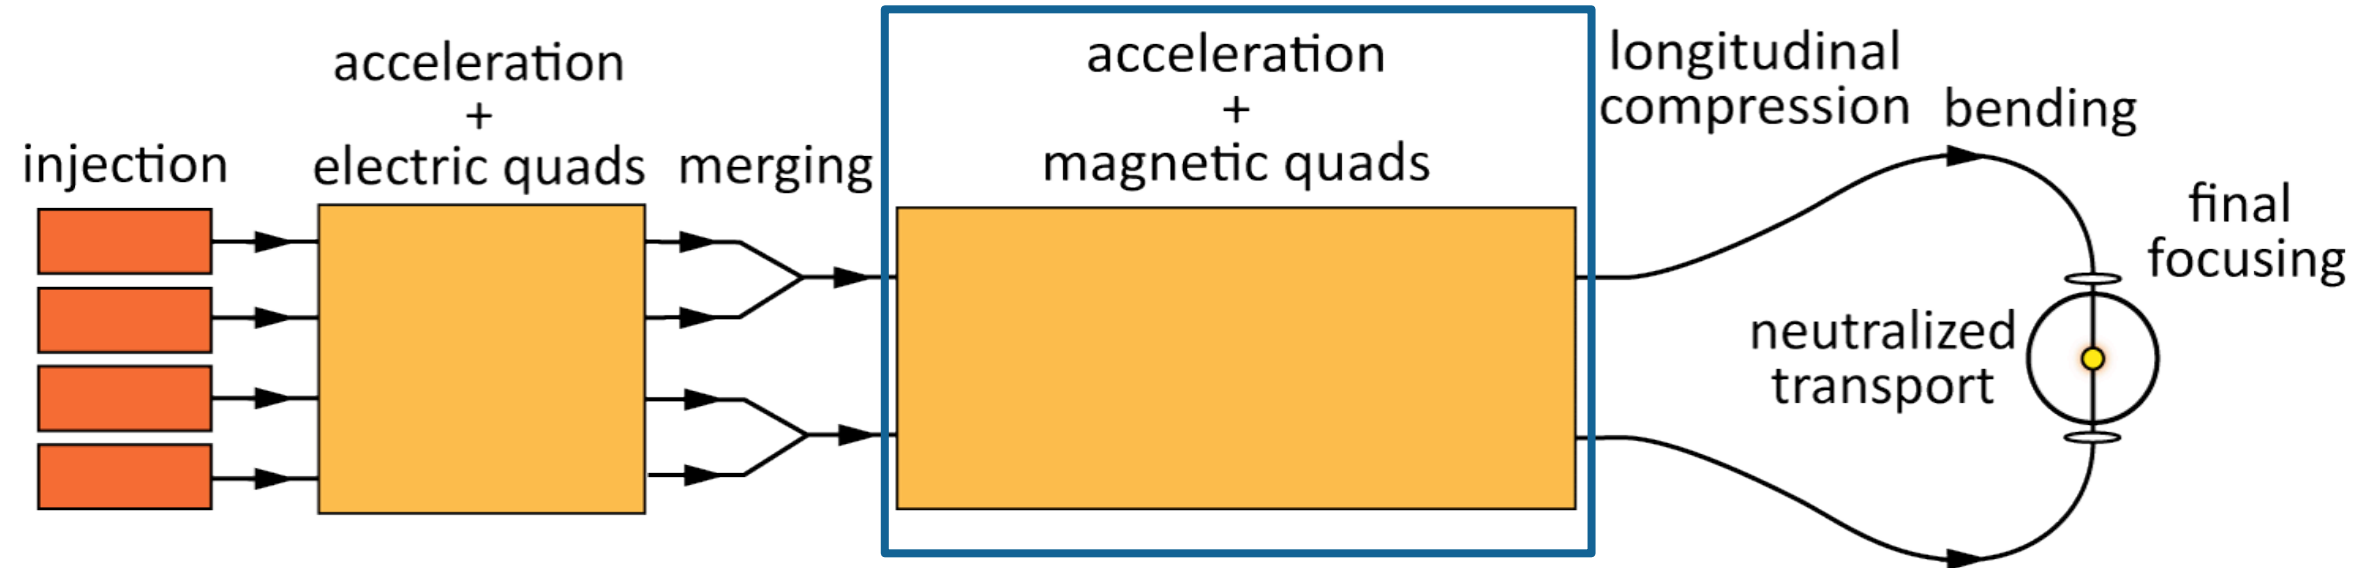 injection
acceleration
+
electric quads
merging
acceleration
+
magnetic quads
longitudinal
compression
bending
final
focusing
neutralized
transport